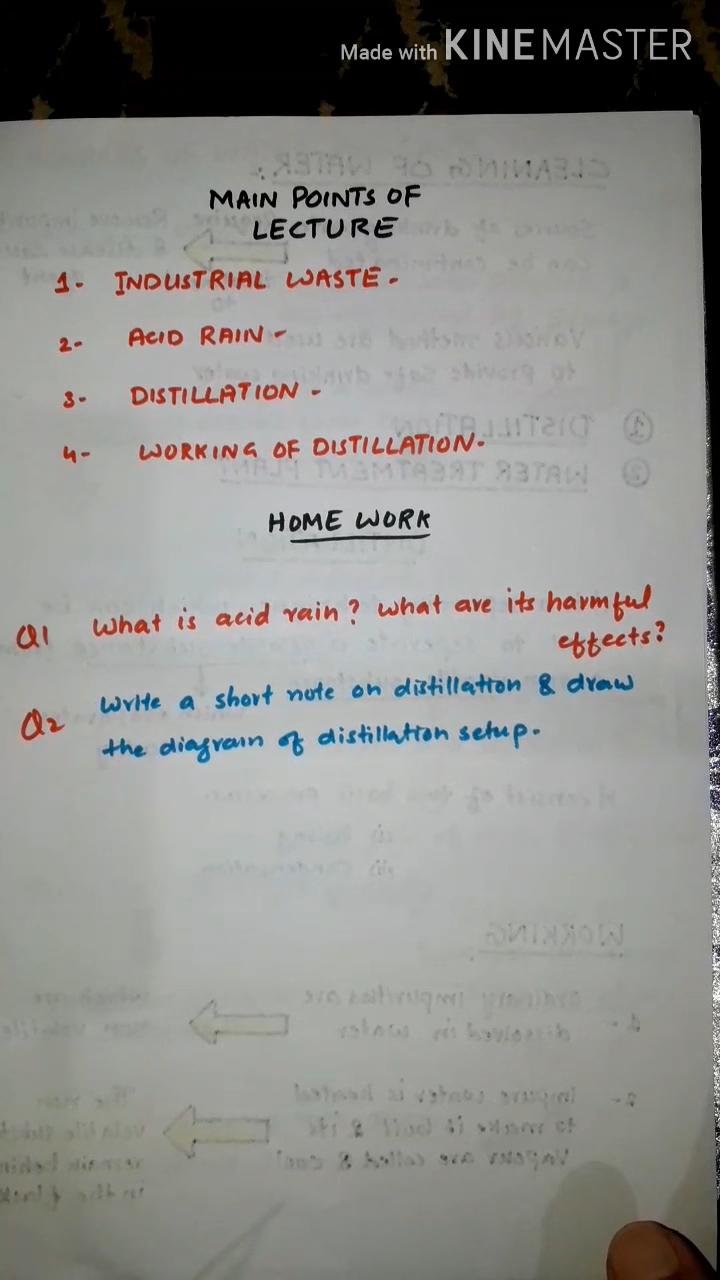 Made with KINEMASTER
MAIN POINTS OF
LECTURE
1- INDUSTRIAL WASTE-
2- ACID RAIN-
3- DISTILLATION-
4- WORKING OF DISTILLATION-
HOME WORK
Q1 What is acid rain? What are its harmful
effects?
Q2 Write a short note on distillation & draw
the diagram of distillation setup.